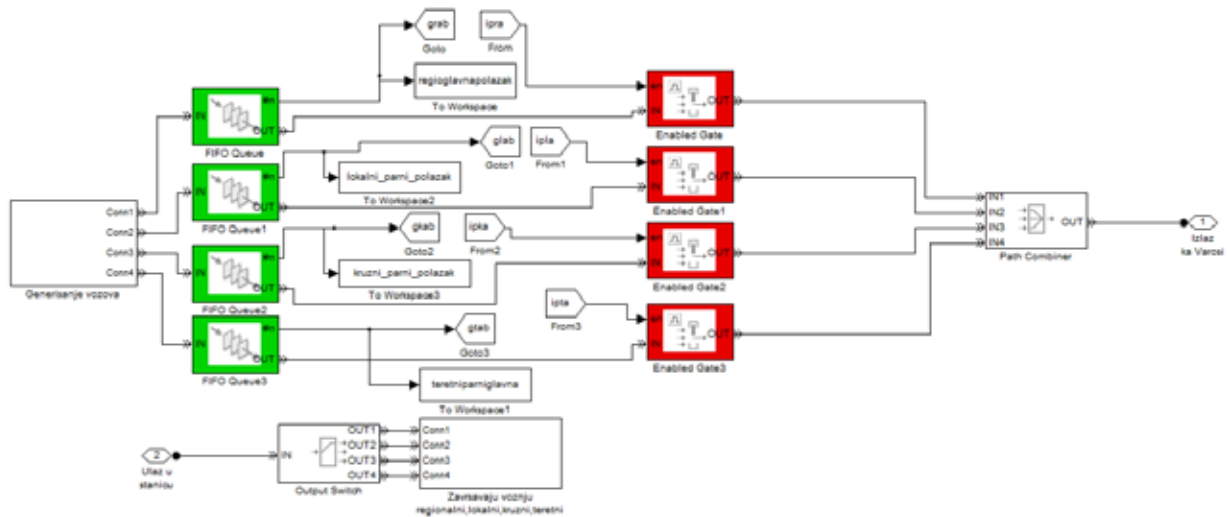 grab
Goto
ipra
From
regioglavnapolazak
To Workspace
#n
IN
OUT
FIFO Queue
en
IN
OUT
Enabled Gate
glab
Goto1
ipla
From1
lokalni_parni_polazak
To Workspace2
#n
IN
OUT
FIFO Queue1
en
IN
OUT
Enabled Gate1
Conn1
Conn2
Conn3
Conn4
Generisanje vozova
gkab
Goto2
ipka
From2
kruzni_parni_polazak
To Workspace3
#n
IN
OUT
FIFO Queue2
en
IN
OUT
Enabled Gate2
IN1
IN2
IN3
IN4
OUT
Path Combiner
1
Izlaz
ka Varosi
ipta
From3
gtab
Goto3
#n
IN
OUT
FIFO Queue3
en
IN
OUT
Enabled Gate3
teretniparniglavna
To Workspace1
2
Ulaz u
stanicu
IN
OUT1
OUT2
OUT3
OUT4
Output Switch
Conn1
Conn2
Conn3
Conn4
Zavrsavaju voznju
regionalni,lokalni,kruzni,teretni